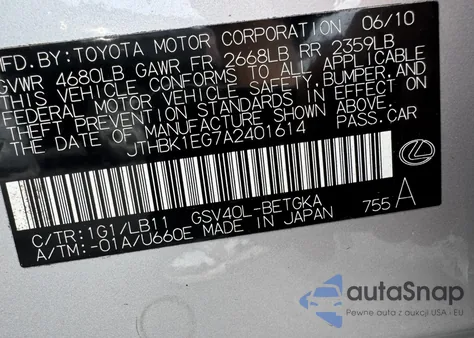 MFD.BY: TOYOTA MOTOR CORPORATION 06/10
GVWR 4680LB GAWR FR 2668LB RR 2359LB
THIS VEHICLE CONFORMS TO ALL APPLICABLE
FEDERAL MOTOR VEHICLE SAFETY, BUMPER, AND
THEFT PREVENTION STANDARDS IN EFFECT ON
THE DATE OF MANUFACTURE SHOWN ABOVE.
JTHBK1EG7A2401614 PASS.CAR
C/TR: 1G1/LB11 GSV40L-BETGKA
A/TM: -01A/U660E MADE IN JAPAN 755 A
autaSnap
Pewne auta z aukcji USA i EU